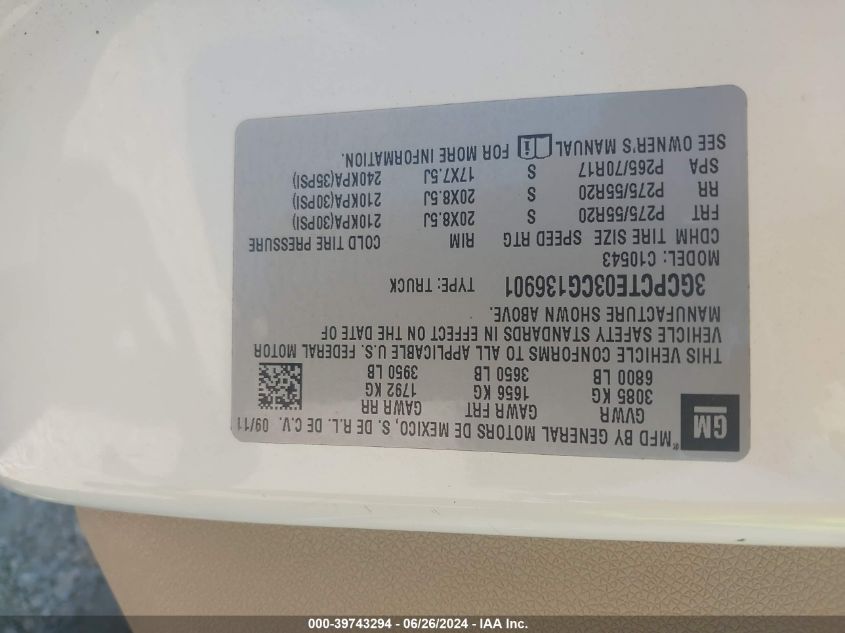 GM
MFD BY GENERAL MOTORS DE MEXICO, S. DE R.L. DE C.V. 09/11
GVWR GAWR FRT GAWR RR
3085 KG 1656 KG 1792 KG
6800 LB 3650 LB 3950 LB
THIS VEHICLE CONFORMS TO ALL APPLICABLE U.S. FEDERAL MOTOR
VEHICLE SAFETY STANDARDS IN EFFECT ON THE DATE OF
MANUFACTURE SHOWN ABOVE.
3GCPCTE03CG136901 TYPE: TRUCK
MODEL: C10543
CDHM TIRE SIZE SPEED RTG RIM COLD TIRE PRESSURE
FRT P275/55R20 S 20X8.5J 210KPA(30PSI)
RR P275/55R20 S 20X8.5J 210KPA(30PSI)
SPA P265/70R17 S 17X7.5J 240KPA(35PSI)
SEE OWNER'S MANUAL FOR MORE INFORMATION.
000-39743294 - 06/26/2024 - IAA Inc.